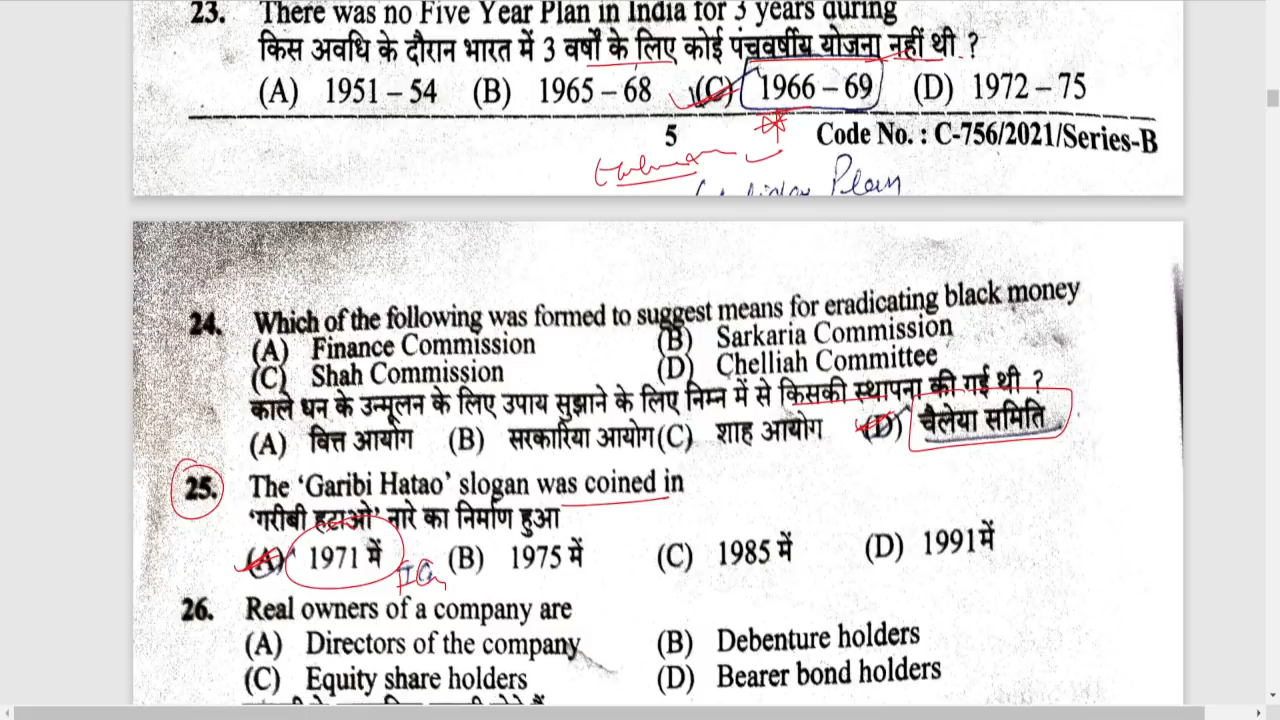 23. There was no Five Year Plan in India for 3 years during
किस अवधि के दौरान भारत में 3 वर्षों के लिए कोई पंचवर्षीय योजना नहीं थी ?
(A) 1951 – 54 (B) 1965 – 68 (C) 1966 – 69 (D) 1972 – 75
5 Code No. : C-756/2021/Series-B
Plan
24. Which of the following was formed to suggest means for eradicating black money
(A) Finance Commission (B) Sarkaria Commission
(C) Shah Commission (D) Chelliah Committee
काले धन के उन्मूलन के लिए उपाय सुझाने के लिए निम्न में से किसकी स्थापना की गई थी ?
(A) वित्त आयोग (B) सरकारिया आयोग (C) शाह आयोग (D) चैलेया समिति
25. The ‘Garibi Hatao’ slogan was coined in
‘गरीबी हटाओ’ नारे का निर्माण हुआ
(A) 1971 में (B) 1975 में (C) 1985 में (D) 1991 में
26. Real owners of a company are
(A) Directors of the company (B) Debenture holders
(C) Equity share holders (D) Bearer bond holders